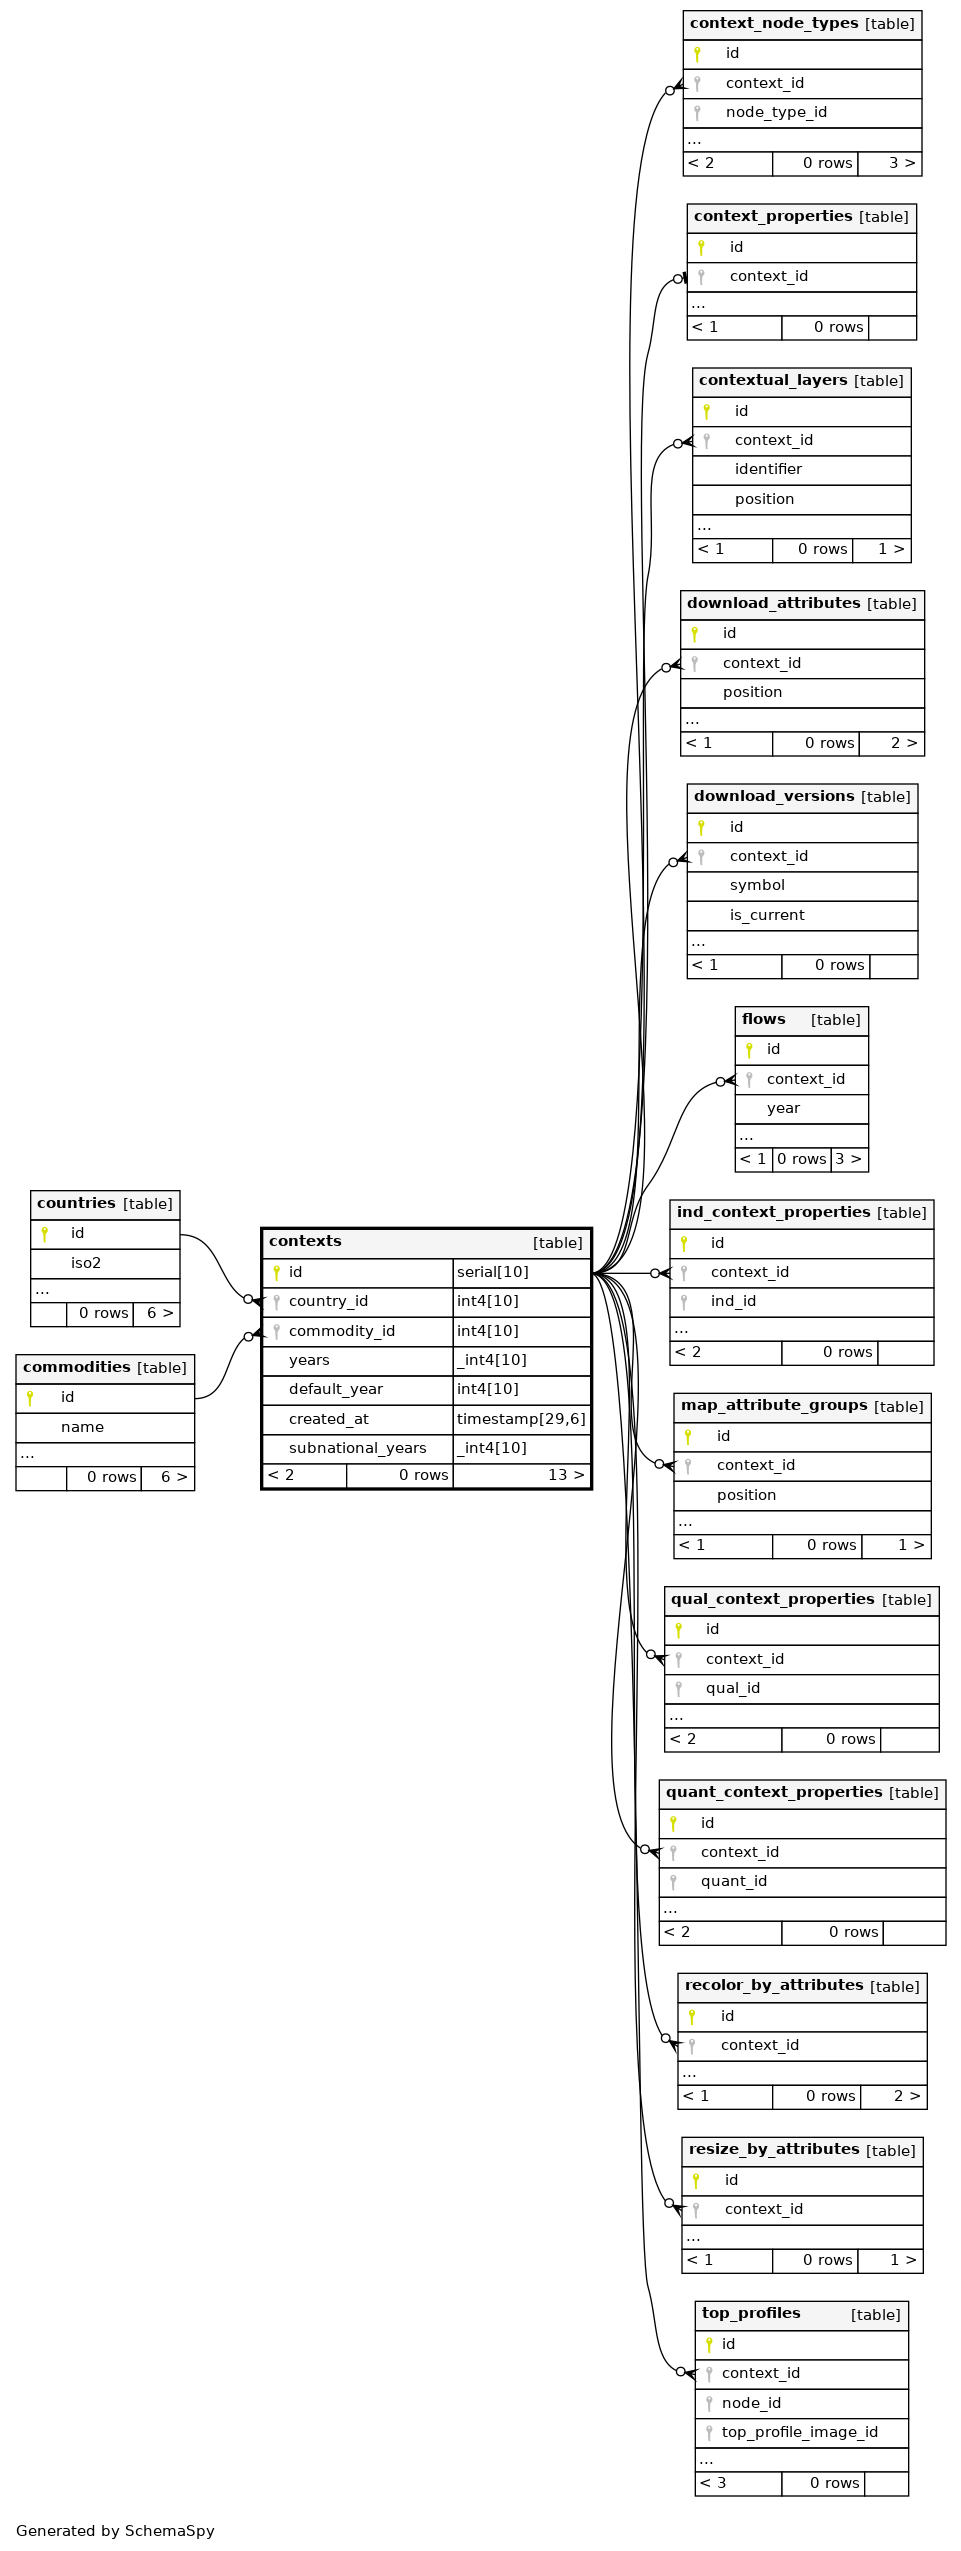 context_node_types [table]
id
context_id
node_type_id
...
< 2 0 rows 3 >
context_properties [table]
id
context_id
...
< 1 0 rows
contextual_layers [table]
id
context_id
identifier
position
...
< 1 0 rows 1 >
download_attributes [table]
id
context_id
position
...
< 1 0 rows 2 >
download_versions [table]
id
context_id
symbol
is_current
...
< 1 0 rows
flows [table]
id
context_id
year
...
< 1 0 rows 3 >
countries [table]
id
iso2
...
0 rows 6 >
commodities [table]
id
name
...
0 rows 6 >
contexts [table]
id serial[10]
country_id int4[10]
commodity_id int4[10]
years _int4[10]
default_year int4[10]
created_at timestamp[29,6]
subnational_years _int4[10]
< 2 0 rows 13 >
ind_context_properties [table]
id
context_id
ind_id
...
< 2 0 rows
map_attribute_groups [table]
id
context_id
position
...
< 1 0 rows 1 >
qual_context_properties [table]
id
context_id
qual_id
...
< 2 0 rows
quant_context_properties [table]
id
context_id
quant_id
...
< 2 0 rows
recolor_by_attributes [table]
id
context_id
...
< 1 0 rows 2 >
resize_by_attributes [table]
id
context_id
...
< 1 0 rows 1 >
top_profiles [table]
id
context_id
node_id
top_profile_image_id
...
< 3 0 rows
Generated by SchemaSpy